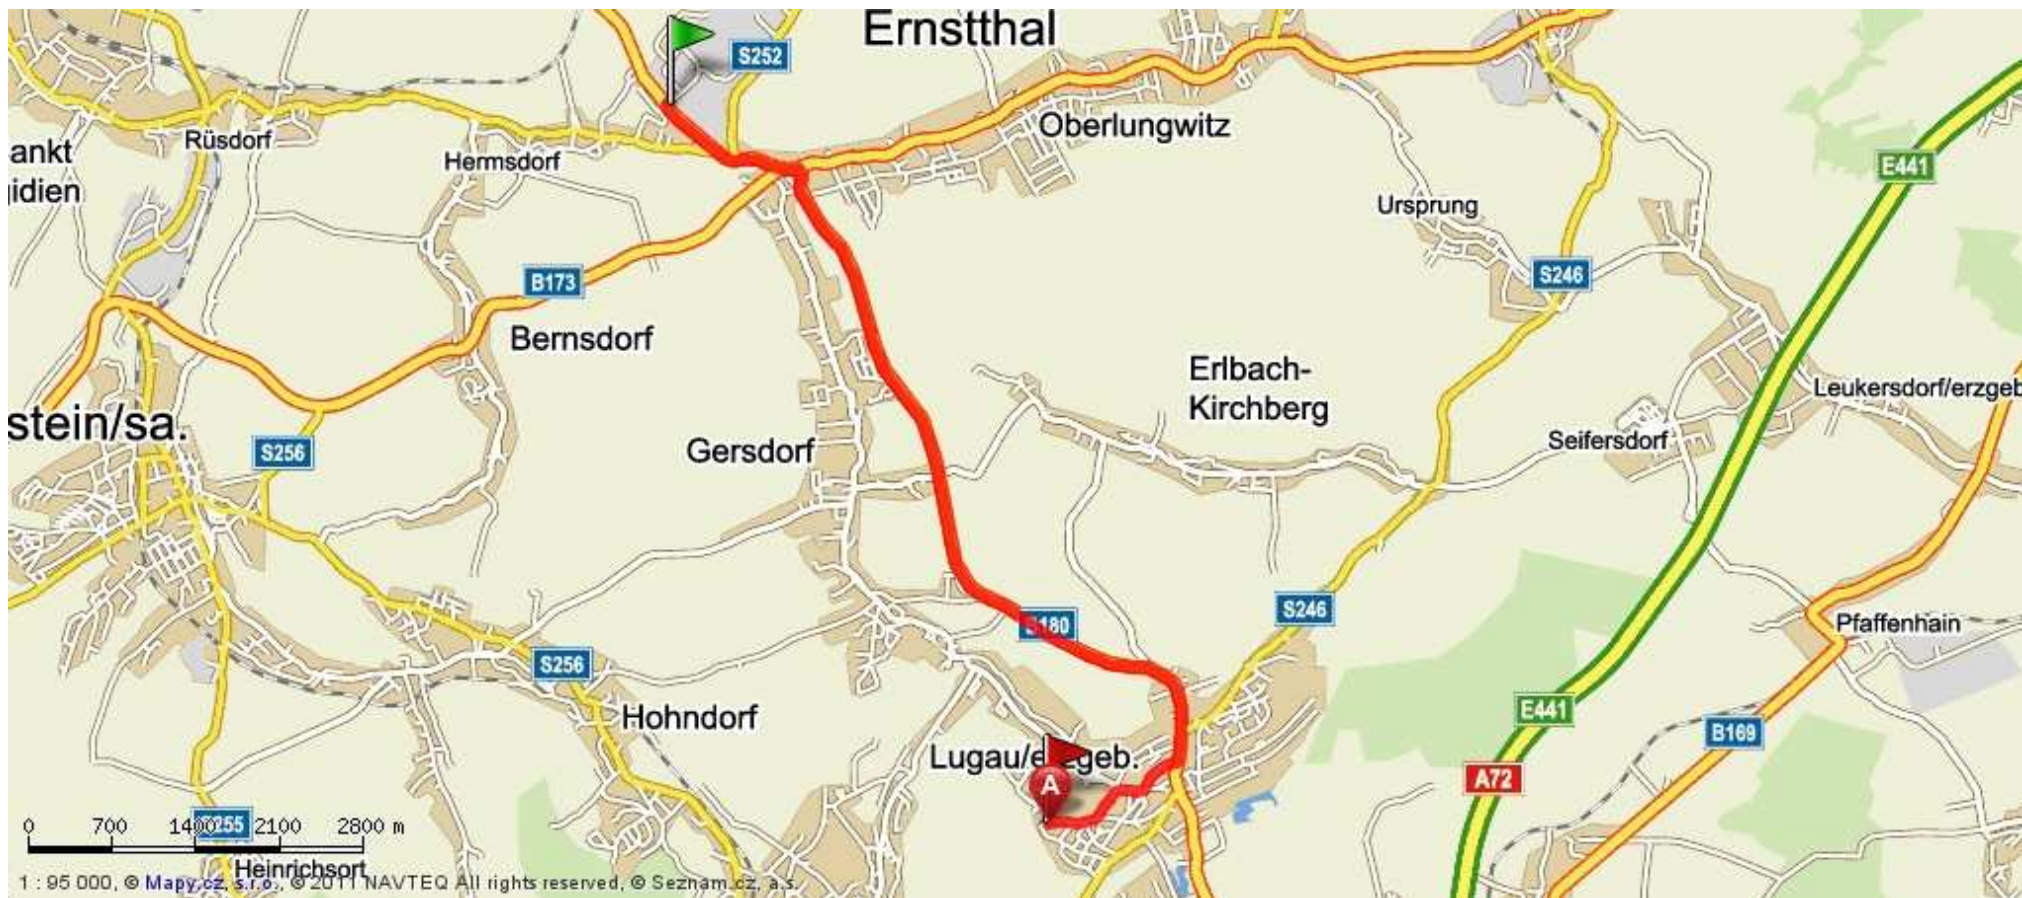 Ernstthal
S252
Oberlungwitz
Rüsdorf
Hermsdorf
ankt
idien
E441
Ursprung
S246
B173
Bernsdorf
Erlbach-
Kirchberg
Leukersdorf/erzgeb
stein/sa.
S256
Gersdorf
Seifersdorf
S246
B180
Pfaffenhain
S256
E441
Hohndorf
B169
Lugau/erzgeb.
A
A72
0 700 1400 2100 2800 m
S255
Heinrichsort
1 : 95 000, © Mapy.cz, s.r.o., © 2011 NAVTEQ All rights reserved, © Seznam.cz, a.s.